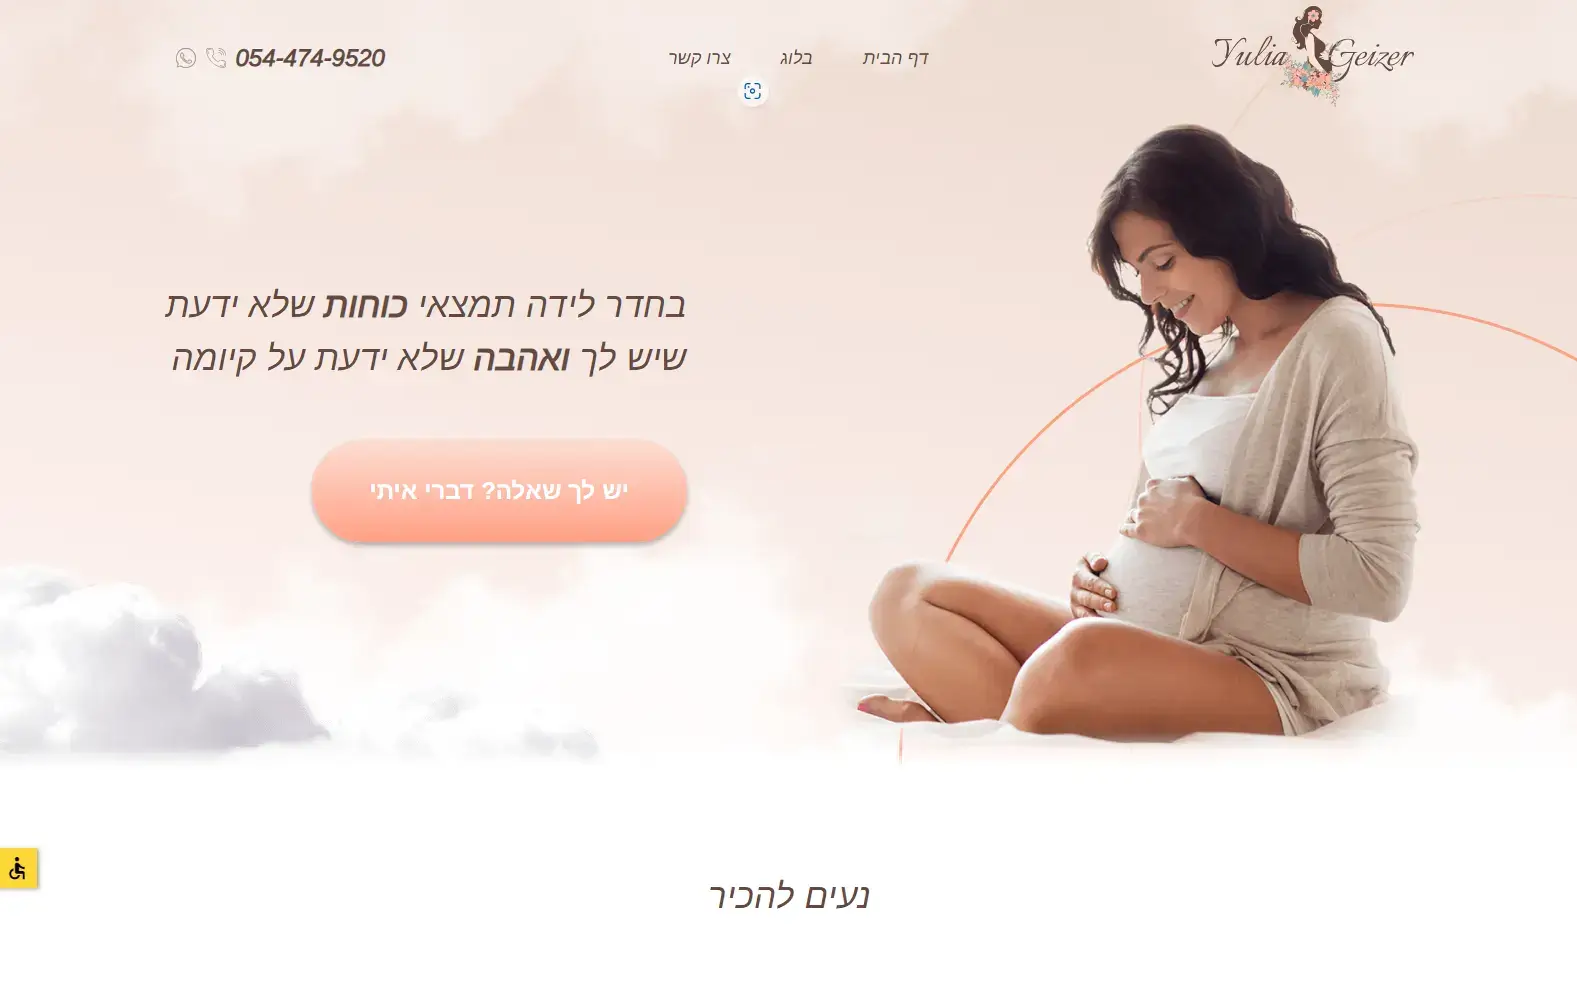 Yulia Geizer
דף הבית
בלוג
צרו קשר
054-474-9520
בחדר לידה תמצאי כוחות שלא ידעת
שיש לך ואהבה שלא ידעת על קיומה
יש לך שאלה? דברי איתי
נעים להכיר